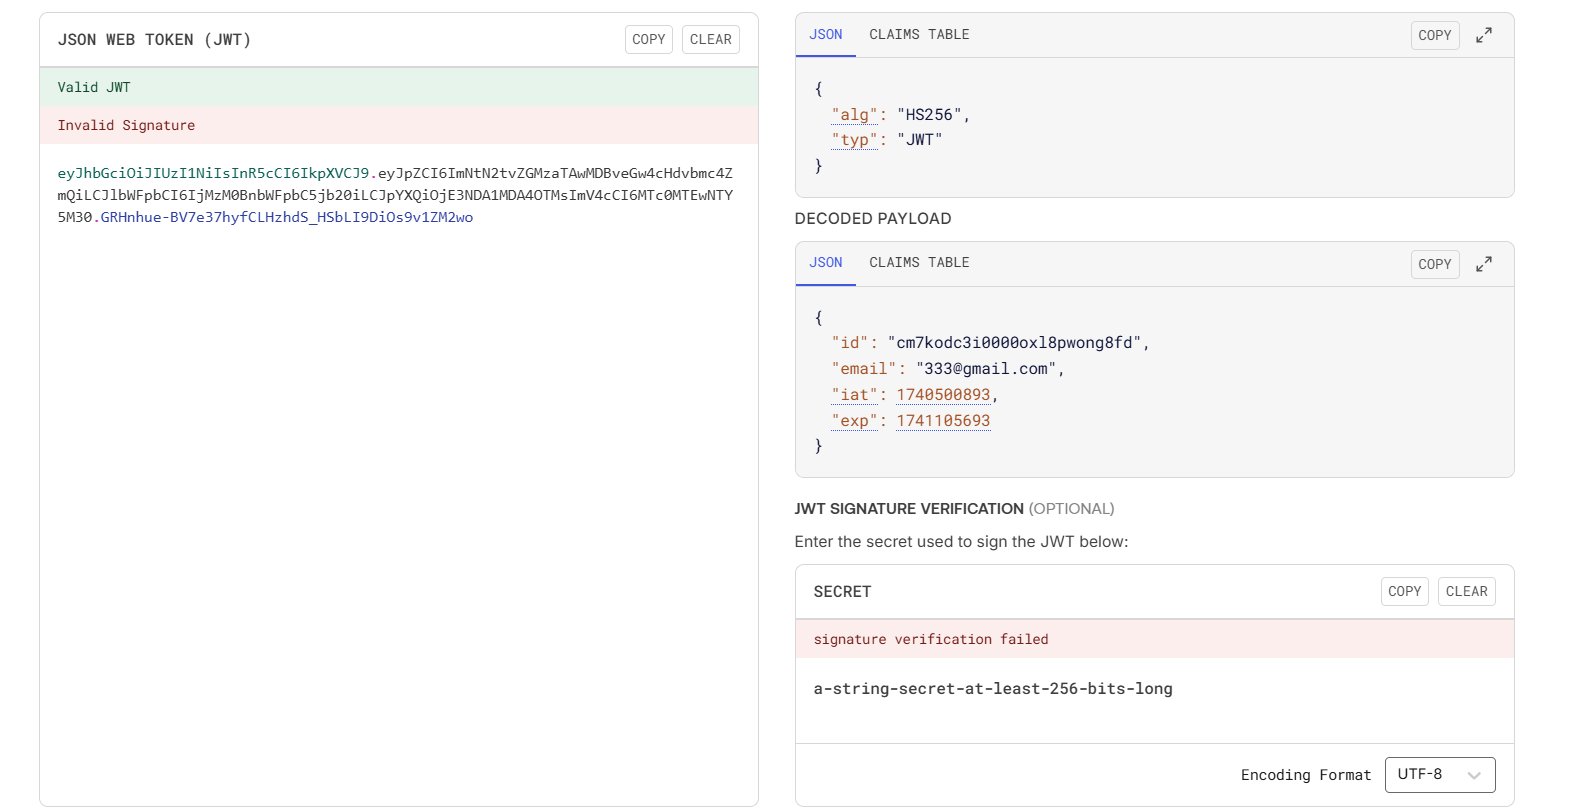 JSON WEB TOKEN (JWT)
COPY
CLEAR
Valid JWT
Invalid Signature
eyJhbGciOiJIUzI1NiIsInR5cCI6IkpXVCJ9.eyJpZCI6ImNtN2tvZGMzaTAwMDBveGw4cHdvbmc4Z
mQiLCJlbWFpbCI6IjMzM0BnbWFpbC5jb20iLCJpYXQiOjE3NDA1MDA4OTMsImV4cCI6MTc0MTEwNTY
5M30.GRHnhue-BV7e37hyfCLHzhdS_HSbLI9DiOs9v1ZM2wo
JSON
CLAIMS TABLE
COPY
{
"alg": "HS256",
"typ": "JWT"
}
DECODED PAYLOAD
JSON
CLAIMS TABLE
COPY
{
"id": "cm7kodc3i0000oxl8pwong8fd",
"email": "333@gmail.com",
"iat": 1740500893,
"exp": 1741105693
}
JWT SIGNATURE VERIFICATION (OPTIONAL)
Enter the secret used to sign the JWT below:
SECRET
COPY
CLEAR
signature verification failed
a-string-secret-at-least-256-bits-long
Encoding Format
UTF-8